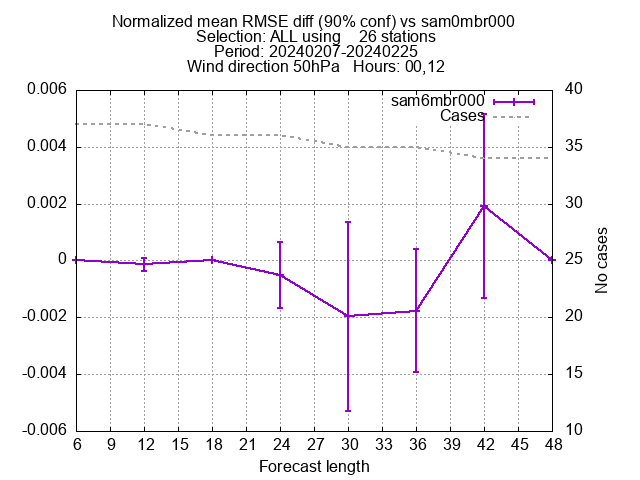 Normalized mean RMSE diff (90% conf) vs sam0mbr000
Selection: ALL using    26 stations
Period: 20240207-20240225
Wind direction 50hPa   Hours: 00,12
sam6mbr000
Cases
0.006
0.004
0.002
0
-0.002
-0.004
-0.006
40
35
30
25
20
15
10
No cases
6 9 12 15 18 21 24 27 30 33 36 39 42 45 48
Forecast length